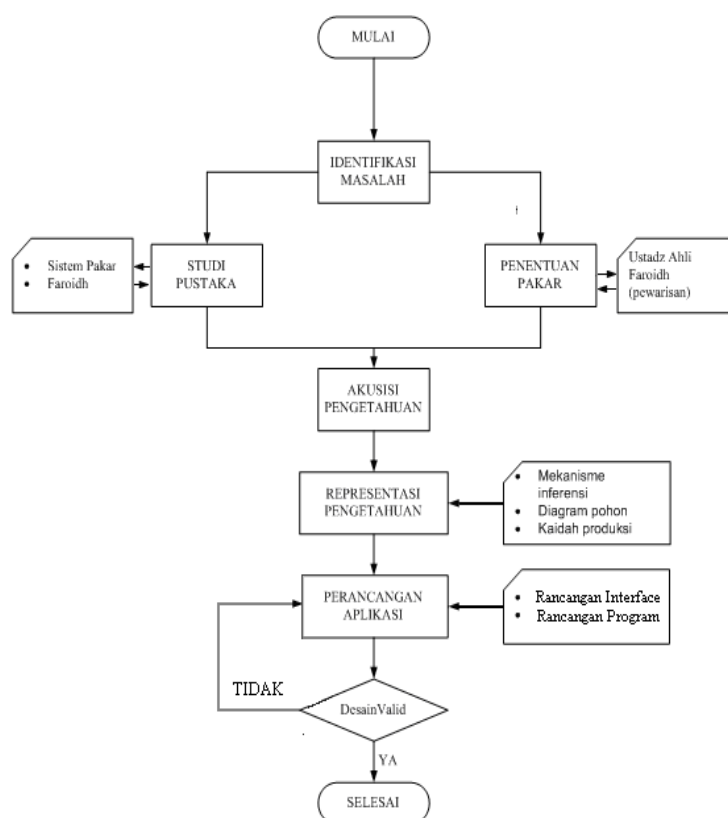 MULAI
IDENTIFIKASI
MASALAH
• Sistem Pakar
• Faroidh
STUDI
PUSTAKA
PENENTUAN
PAKAR
Ustadz Ahli
Faroidh
(pewarisan)
AKUSISI
PENGETAHUAN
REPRESENTASI
PENGETAHUAN
• Mekanisme
inferensi
• Diagram pohon
• Kaidah produksi
PERANCANGAN
APLIKASI
• Rancangan Interface
• Rancangan Program
TIDAK
DesainValid
YA
SELESAI